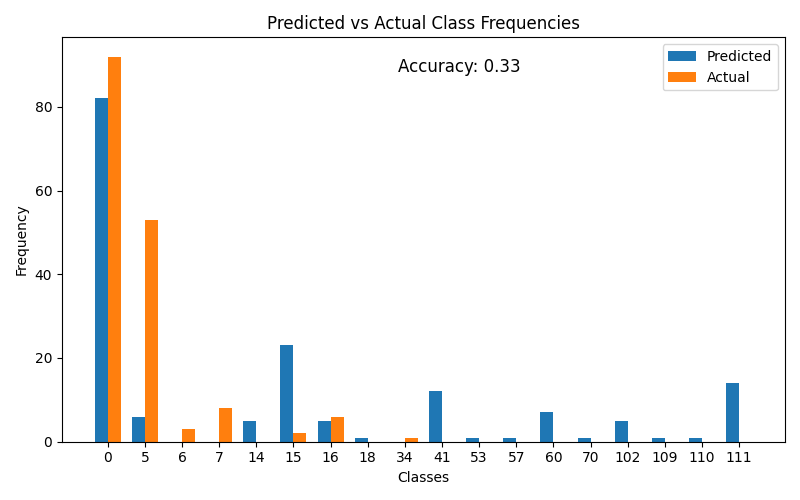 Predicted vs Actual Class Frequencies
Accuracy: 0.33
Predicted
Actual
Frequency
80
60
40
20
0
0 5 6 7 14 15 16 18 34 41 53 57 60 70 102 109 110 111
Classes